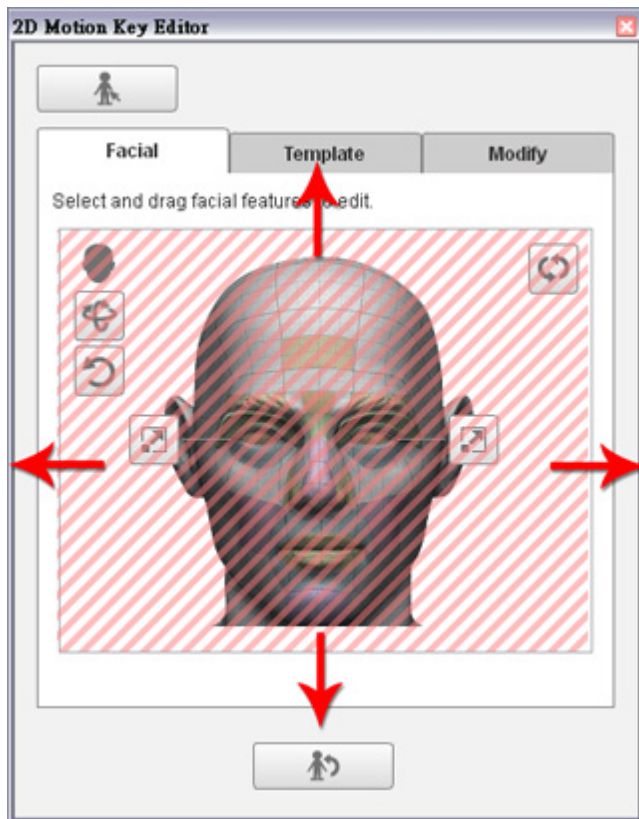 2D Motion Key Editor
Facial
Template
Modify
Select and drag facial features to edit.